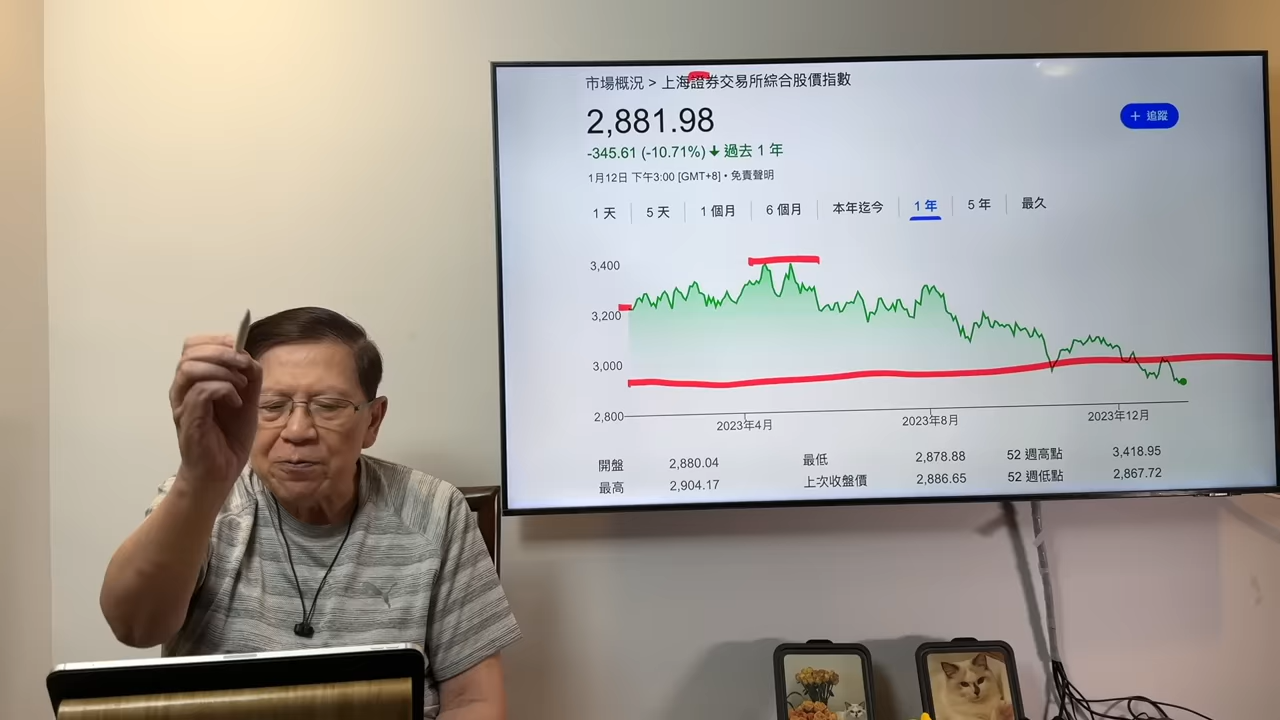 市場概況 > 上海證券交易所綜合股價指數
2,881.98
+ 追蹤
-345.61 (-10.71%) ↓ 過去 1 年
1月12日 下午3:00 [GMT+8] • 免責聲明
1 天 5 天 1 個月 6 個月 本年迄今 1 年 5 年 最久
3,400
3,200
3,000
2,800
2023年4月 2023年8月 2023年12月
開盤 2,880.04 最低 2,878.88 52 週高點 3,418.95
最高 2,904.17 上次收盤價 2,886.65 52 週低點 2,867.72